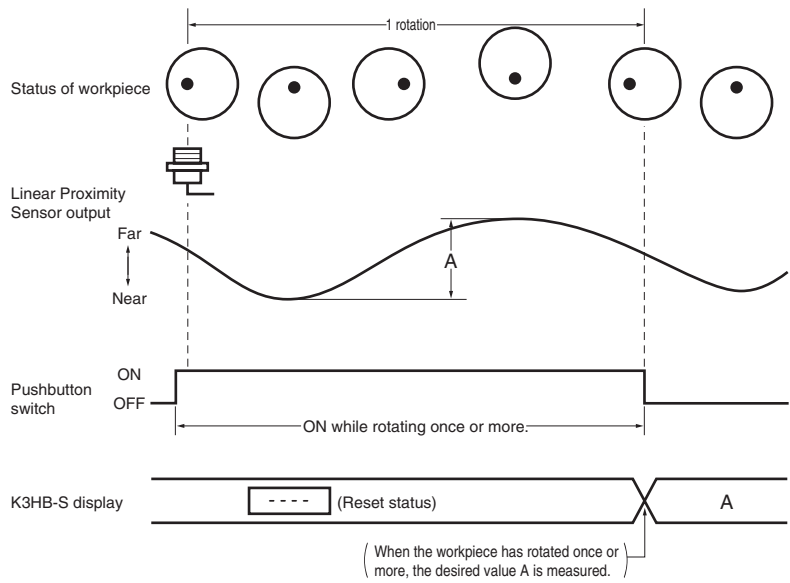 1 rotation
Status of workpiece
Linear Proximity
Sensor output
Far
A
Near
ON
Pushbutton
switch
OFF
ON while rotating once or more.
K3HB-S display
- - - -
(Reset status)
A
( When the workpiece has rotated once or
more, the desired value A is measured. )